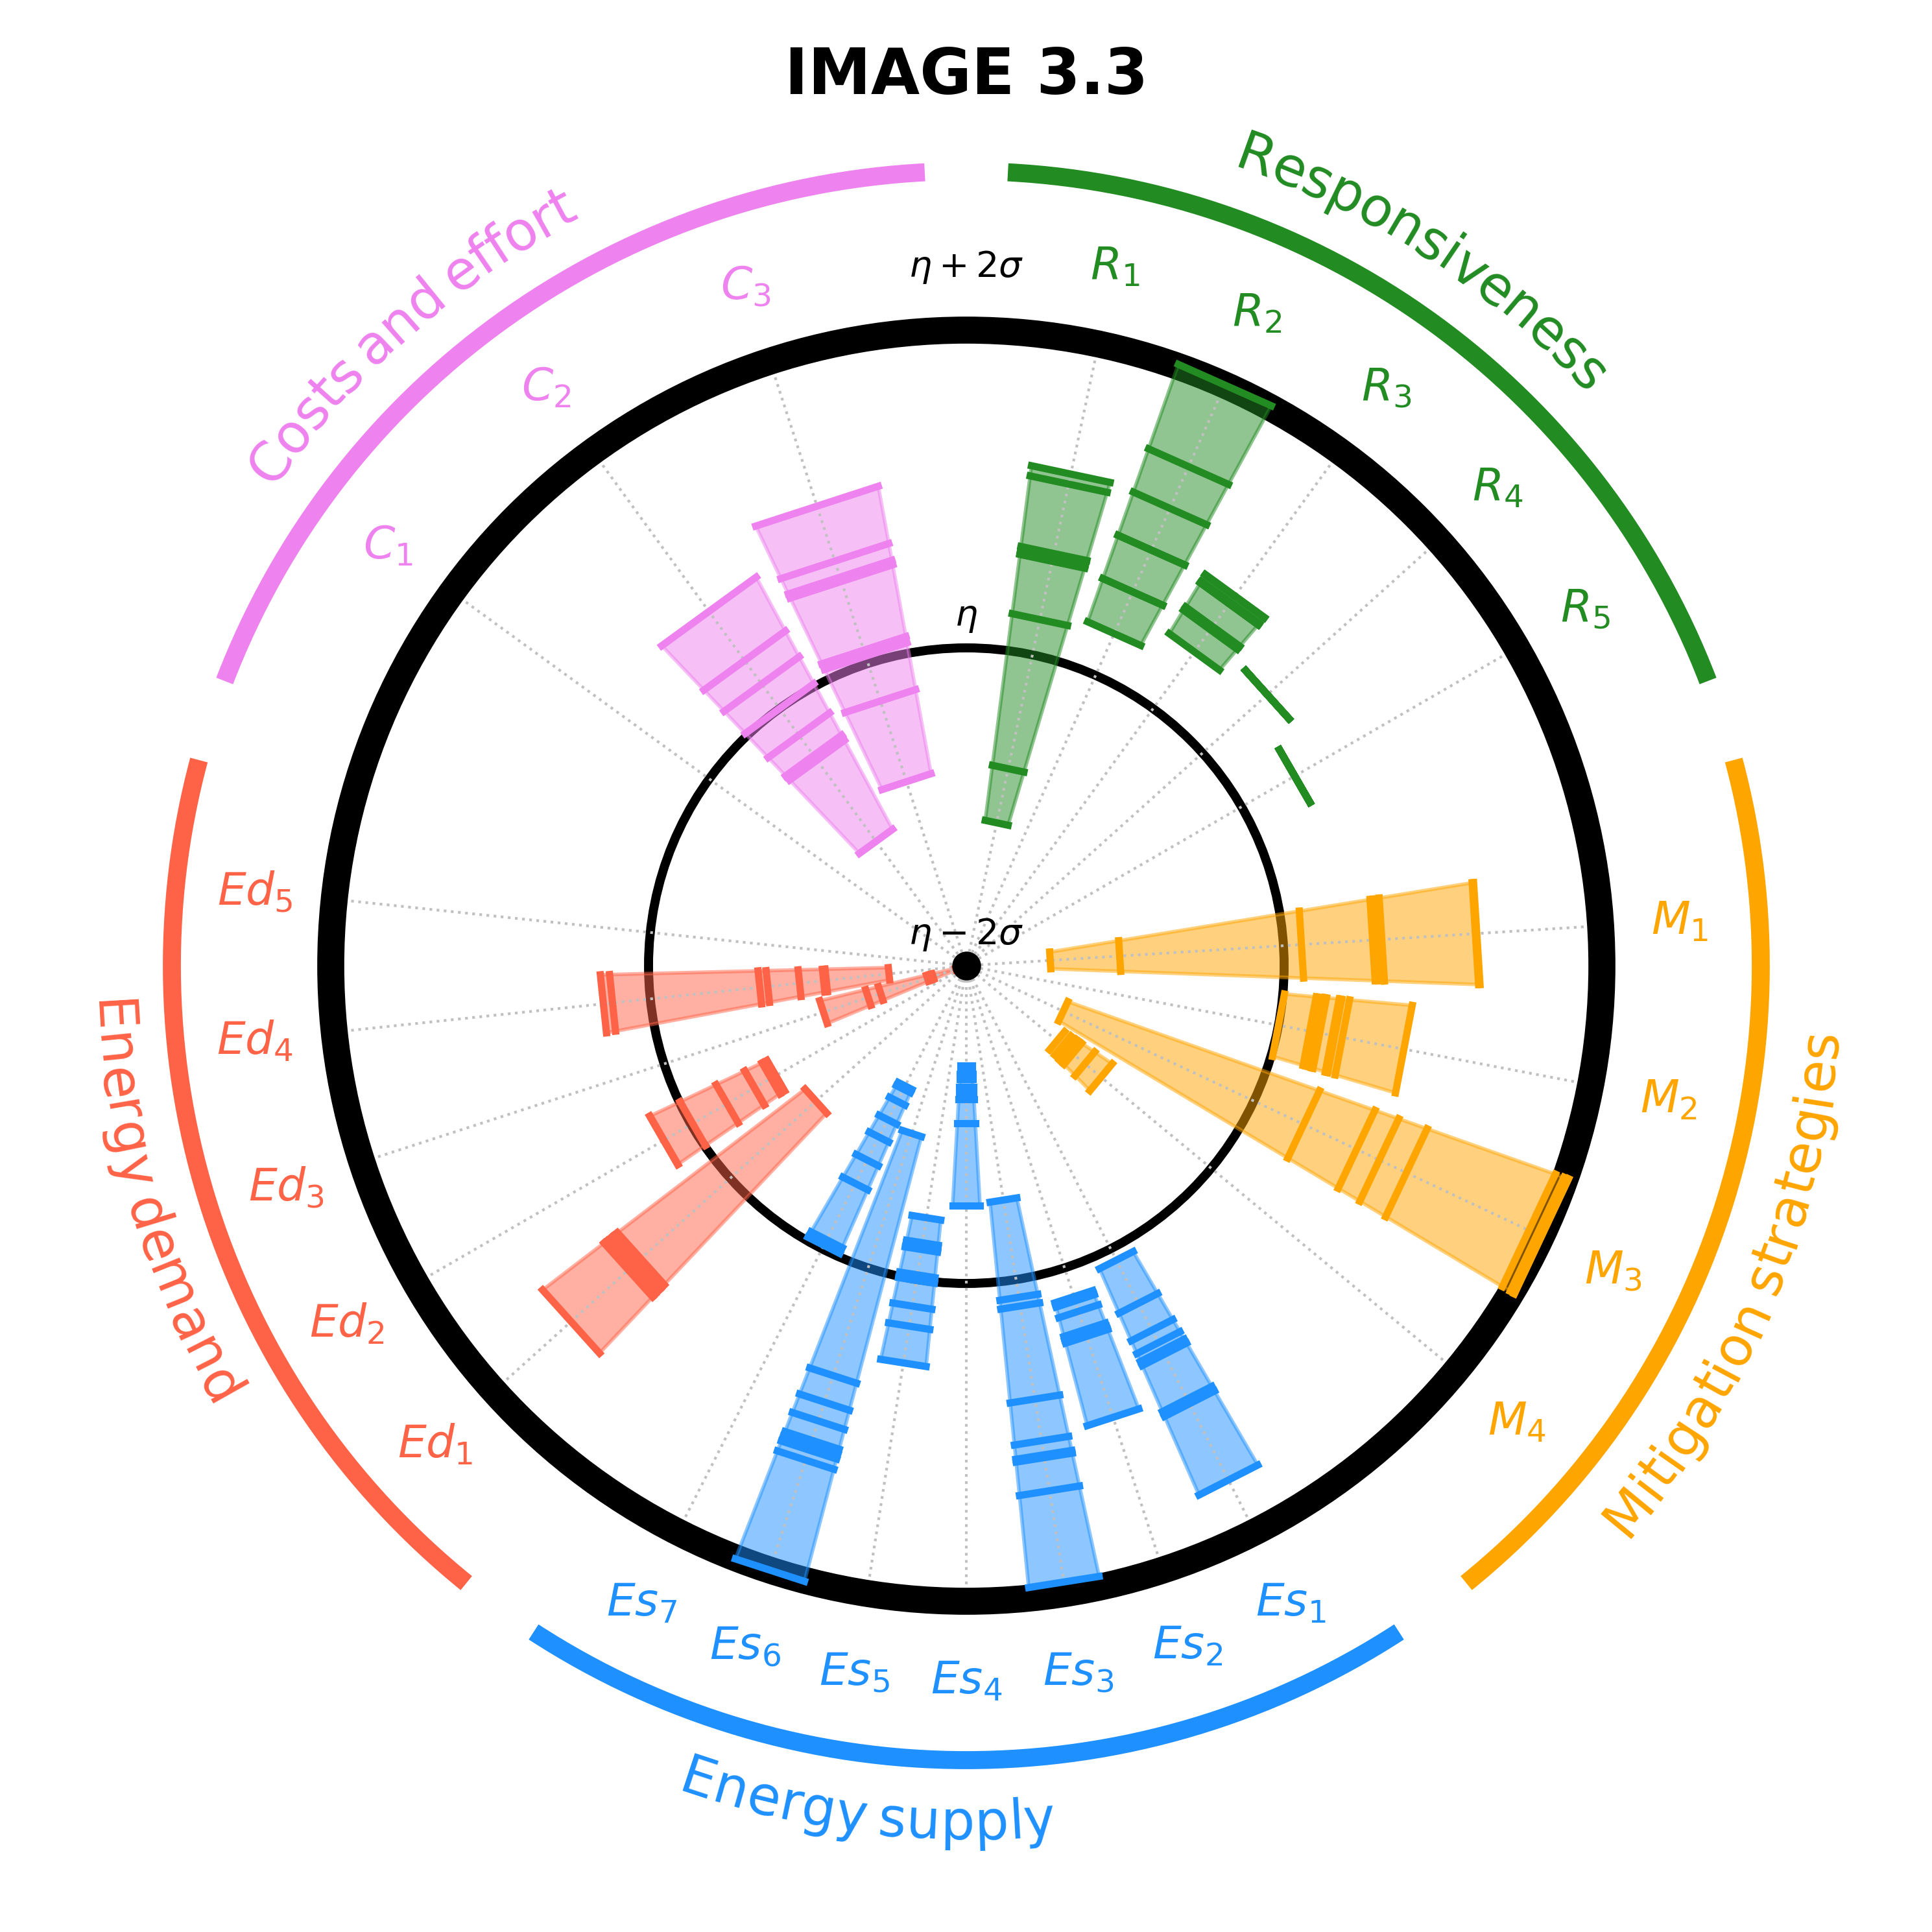 IMAGE 3.3
Responsiveness
Costs and effort
η + 2σ
R₁
C₃
R₂
C₂
R₃
R₄
C₁
R₅
η
Ed₅
M₁
η − 2σ
Ed₄
M₂
Ed₃
M₃
Ed₂
M₄
Ed₁
Energy demand
Mitigation strategies
Es₇
Es₆
Es₅
Es₄
Es₃
Es₂
Es₁
Energy supply